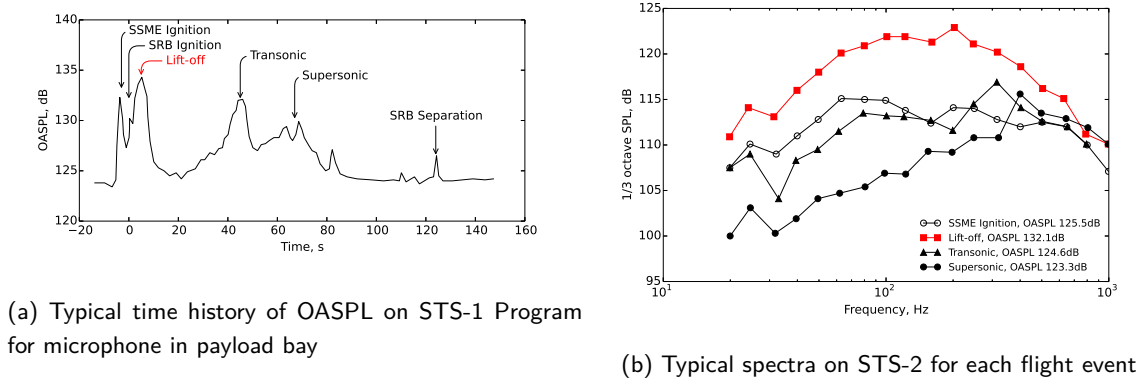 140
135
130
125
120
OASPL, dB
SSME Ignition
SRB Ignition
Lift-off
Transonic
Supersonic
SRB Separation
−20 0 20 40 60 80 100 120 140 160
Time, s
(a) Typical time history of OASPL on STS-1 Program
for microphone in payload bay
125
120
115
110
105
100
95
1/3 octave SPL, dB
SSME Ignition, OASPL 125.5dB
Lift-off, OASPL 132.1dB
Transonic, OASPL 124.6dB
Supersonic, OASPL 123.3dB
10¹ 10² 10³
Frequency, Hz
(b) Typical spectra on STS-2 for each flight event